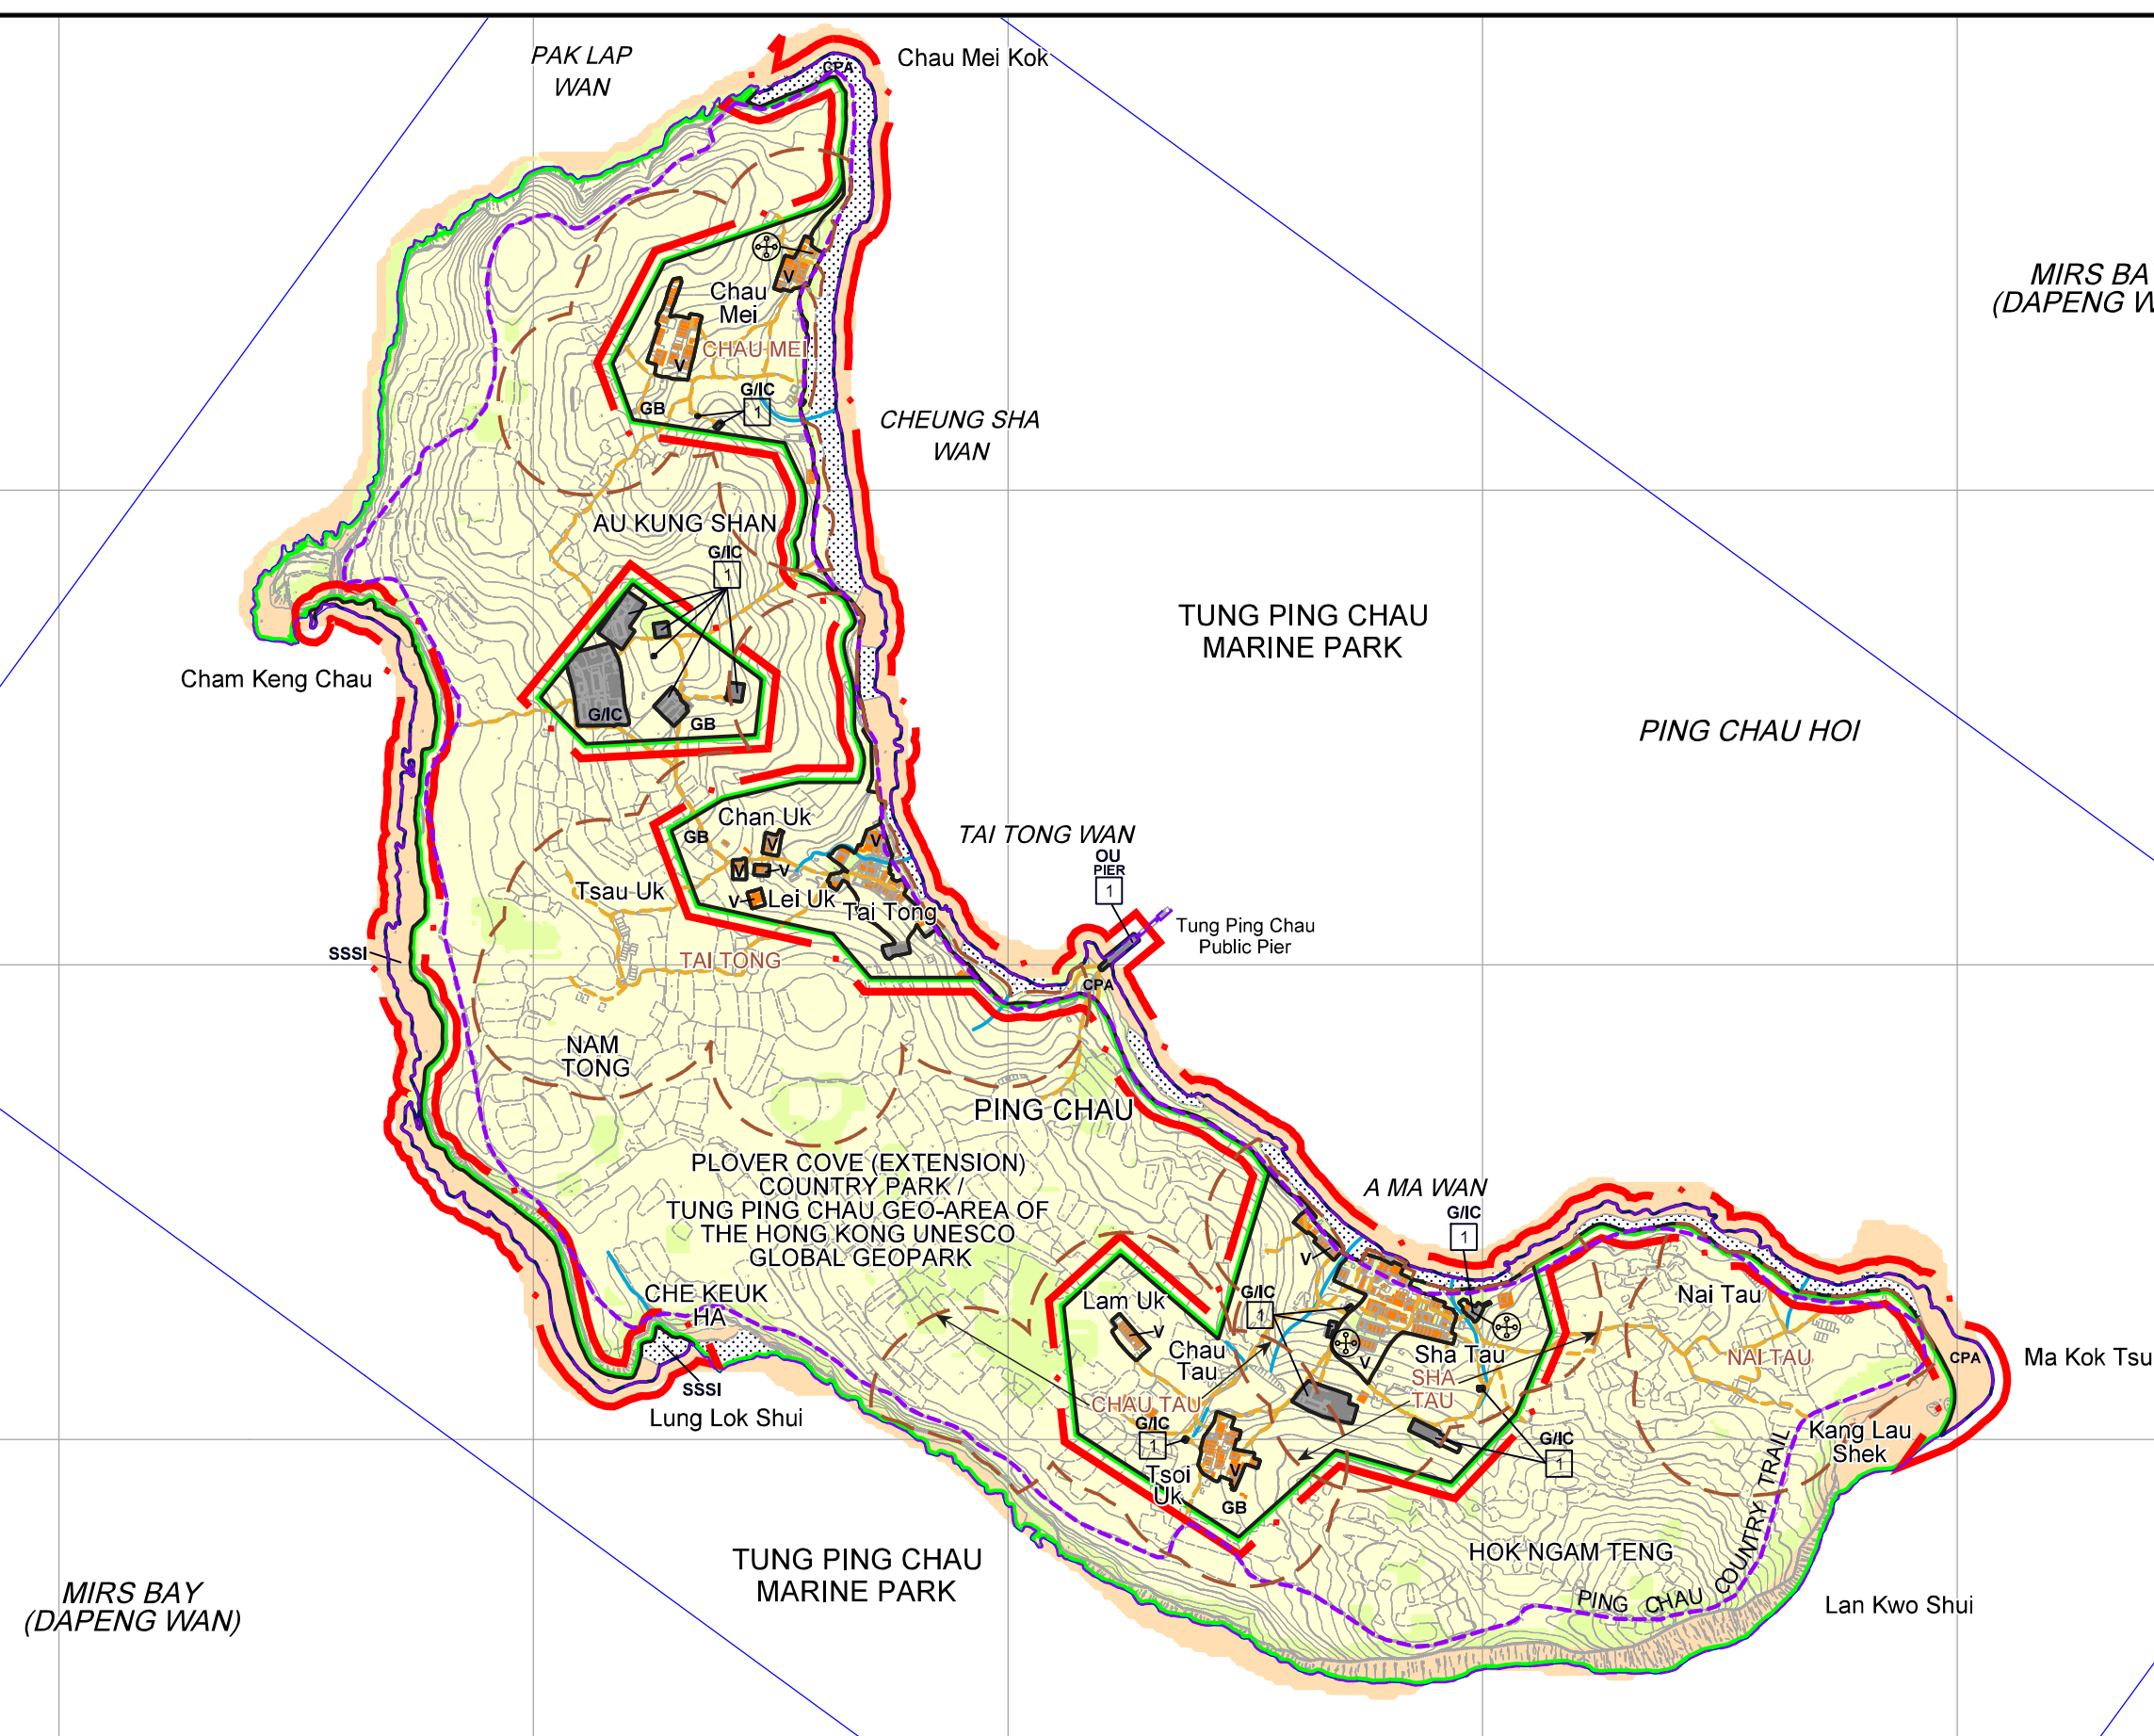 PAK LAP
WAN
CPA
Chau Mei Kok
MIRS BA
(DAPENG W
V
Chau
Mei
CHAU MEI
V
G/IC
GB
1
CHEUNG SHA
WAN
AU KUNG SHAN
G/IC
1
TUNG PING CHAU
MARINE PARK
Cham Keng Chau
G/IC
GB
PING CHAU HOI
Chan Uk
GB
V
V
V
V
V
Tsau Uk
Lei Uk
Tai Tong
TAI TONG WAN
OU
PIER
1
Tung Ping Chau
Public Pier
SSSI
TAI TONG
CPA
NAM
TONG
PING CHAU
PLOVER COVE (EXTENSION)
COUNTRY PARK /
TUNG PING CHAU GEO-AREA OF
THE HONG KONG UNESCO
GLOBAL GEOPARK
A MA WAN
G/IC
1
CHE KEUK
HA
V
G/IC
1
Lam Uk
V
Chau
Tau
V
Sha Tau
SHA
TAU
Nai Tau
NAI TAU
CPA
Ma Kok Tsu
SSSI
Lung Lok Shui
CHAU TAU
G/IC
1
G/IC
1
Tsoi
Uk
V
GB
Kang Lau
Shek
HOK NGAM TENG
PING CHAU COUNTRY TRAIL
Lan Kwo Shui
TUNG PING CHAU
MARINE PARK
MIRS BAY
(DAPENG WAN)